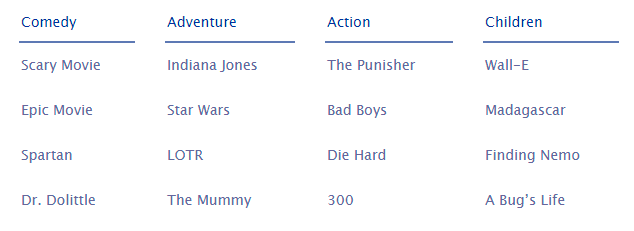 Comedy Adventure Action Children
Scary Movie Indiana Jones The Punisher Wall-E
Epic Movie Star Wars Bad Boys Madagascar
Spartan LOTR Die Hard Finding Nemo
Dr. Dolittle The Mummy 300 A Bug's Life